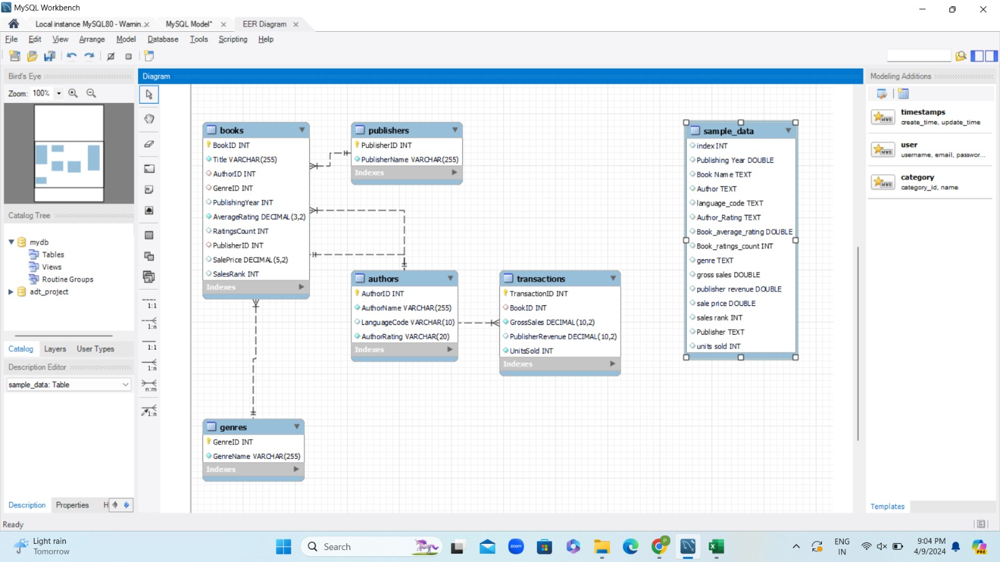 MySQL Workbench
Local instance MySQL80 - Warnin...
MySQL Model*
EER Diagram
File Edit View Arrange Model Database Tools Scripting Help
Bird's Eye
Zoom: 100%
Catalog Tree
mydb
Tables
Views
Routine Groups
adt_project
Catalog Layers User Types
Description Editor
sample_data: Table
Description Properties H
Diagram
1:1
1:n
1:1
1:n
n:m
1:n
books
BookID INT
Title VARCHAR(255)
AuthorID INT
GenreID INT
PublishingYear INT
AverageRating DECIMAL(3,2)
RatingsCount INT
PublisherID INT
SalePrice DECIMAL(5,2)
SalesRank INT
Indexes
publishers
PublisherID INT
PublisherName VARCHAR(255)
Indexes
authors
AuthorID INT
AuthorName VARCHAR(255)
LanguageCode VARCHAR(10)
AuthorRating VARCHAR(20)
Indexes
transactions
TransactionID INT
BookID INT
GrossSales DECIMAL(10,2)
PublisherRevenue DECIMAL(10,2)
UnitsSold INT
Indexes
genres
GenreID INT
GenreName VARCHAR(255)
Indexes
sample_data
index INT
Publishing Year DOUBLE
Book Name TEXT
Author TEXT
language_code TEXT
Author_Rating TEXT
Book_average_rating DOUBLE
Book_ratings_count INT
genre TEXT
gross sales DOUBLE
publisher revenue DOUBLE
sale price DOUBLE
sales rank INT
Publisher TEXT
units sold INT
Modeling Additions
MWB
timestamps
create_time, update_time
MWB
user
username, email, passwor...
MWB
category
category_id, name
Templates
Ready
Light rain
Tomorrow
Search
zoom
P
ENG
IN
9:04 PM
4/9/2024
PRE